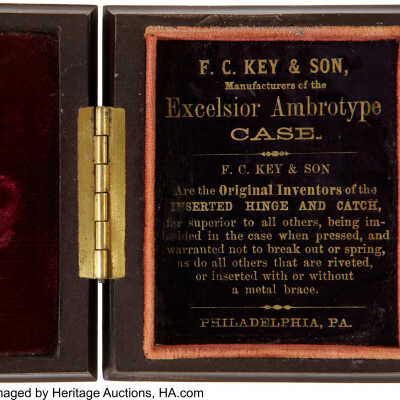 F. C. KEY & SON,
Manufacturers of the
Excelsior Ambrotype
CASE.
F. C. KEY & SON
Are the Original Inventors of the
INSERTED HINGE AND CATCH,
far superior to all others, being im-
bedded in the case when pressed, and
warranted not to break out or spring,
as do all others that are riveted,
or inserted with or without
a metal brace.
PHILADELPHIA, PA.
naged by Heritage Auctions, HA.com